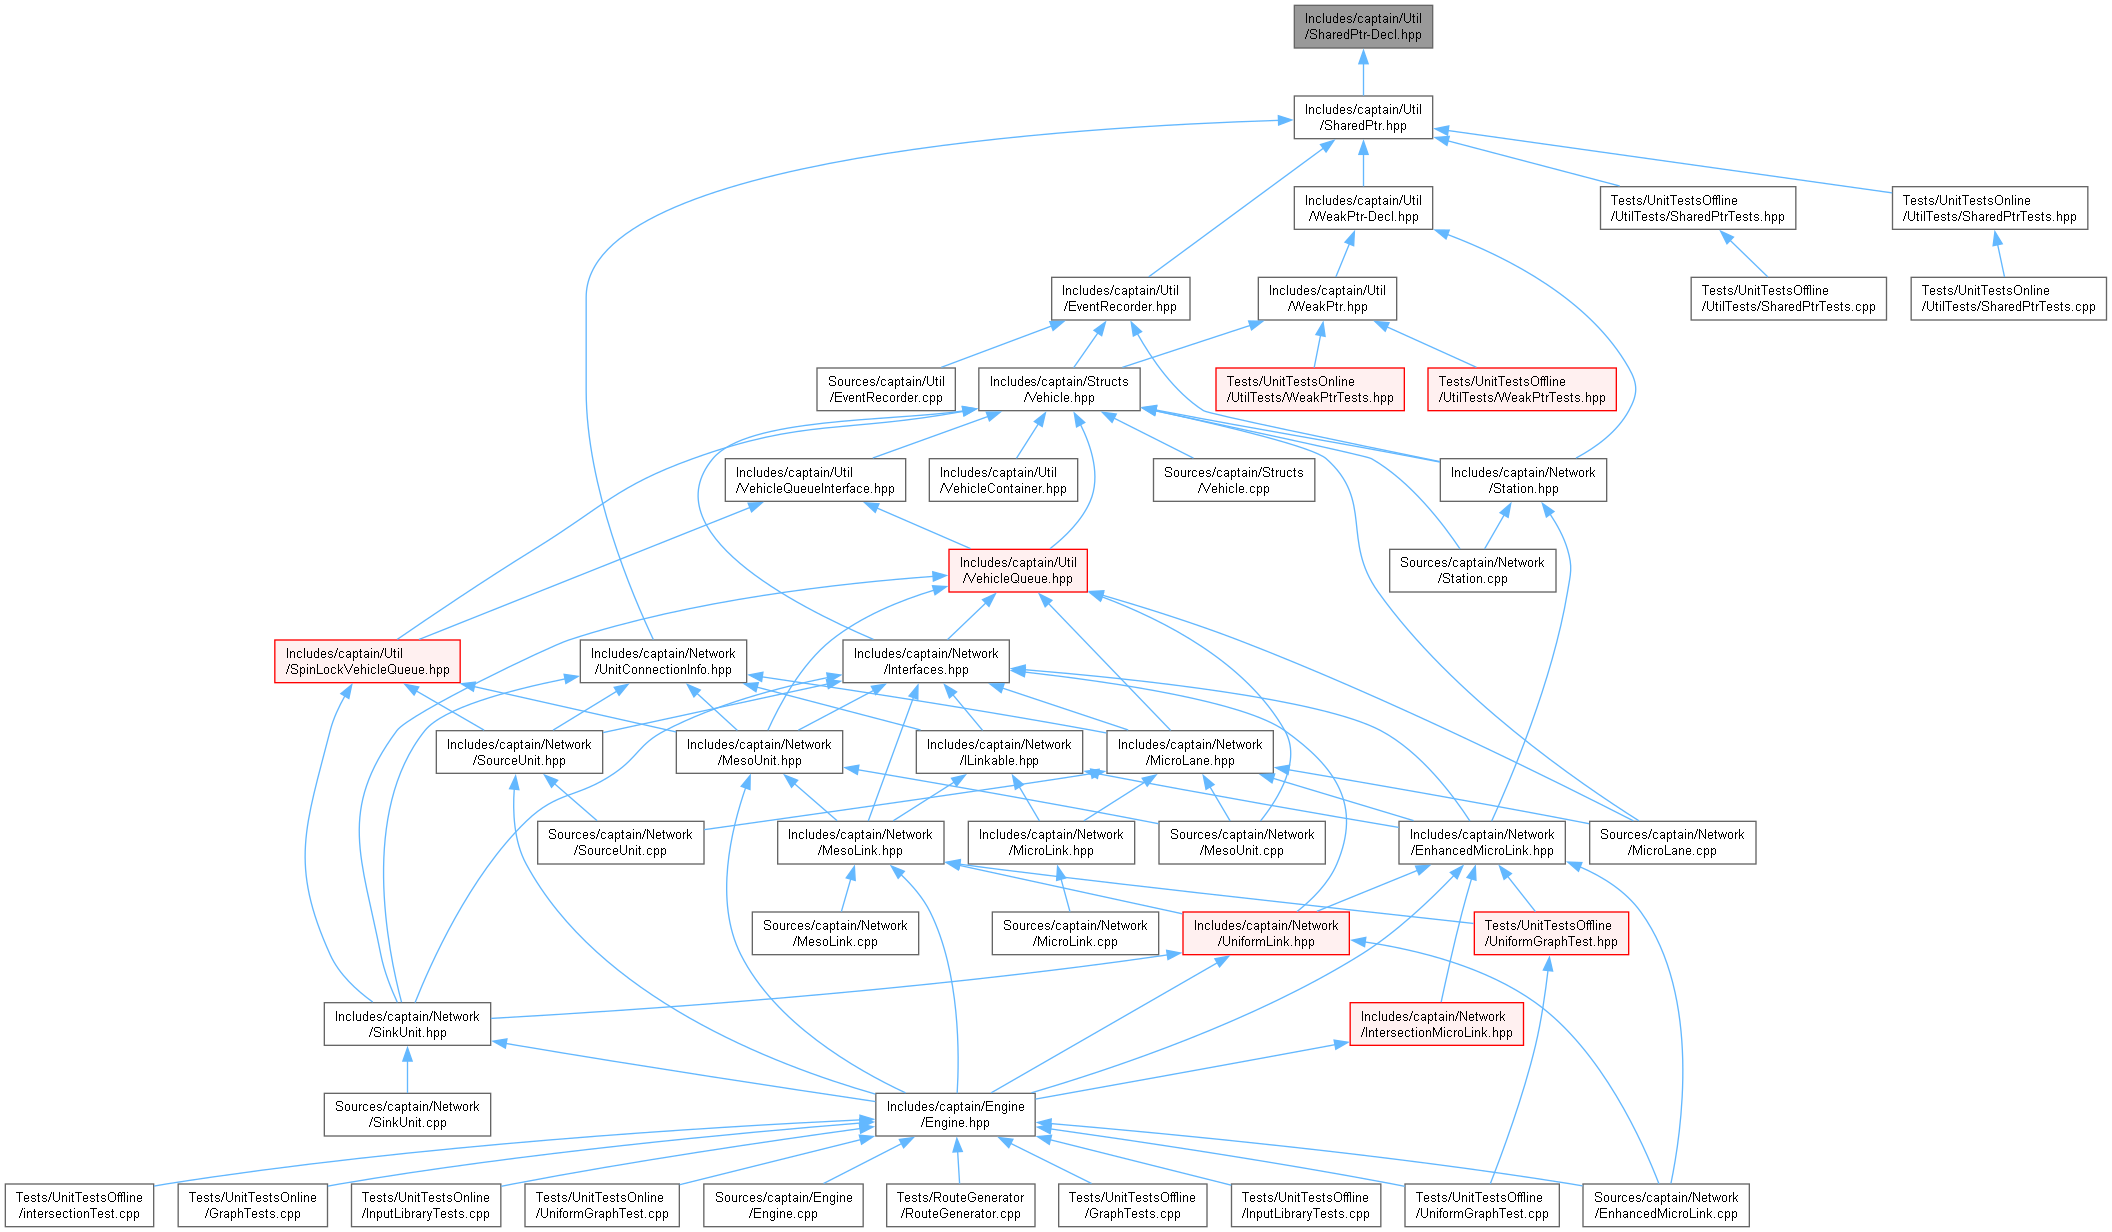 Includes/captain/Util
/SharedPtr-Decl.hpp
Includes/captain/Util
/SharedPtr.hpp
Includes/captain/Util
/WeakPtr-Decl.hpp
Tests/UnitTestsOffline
/UtilTests/SharedPtrTests.hpp
Tests/UnitTestsOnline
/UtilTests/SharedPtrTests.hpp
Includes/captain/Util
/EventRecorder.hpp
Includes/captain/Util
/WeakPtr.hpp
Tests/UnitTestsOffline
/UtilTests/SharedPtrTests.cpp
Tests/UnitTestsOnline
/UtilTests/SharedPtrTests.cpp
Sources/captain/Util
/EventRecorder.cpp
Includes/captain/Structs
/Vehicle.hpp
Tests/UnitTestsOnline
/UtilTests/WeakPtrTests.hpp
Tests/UnitTestsOffline
/UtilTests/WeakPtrTests.hpp
Includes/captain/Util
/VehicleQueueInterface.hpp
Includes/captain/Util
/VehicleContainer.hpp
Sources/captain/Structs
/Vehicle.cpp
Includes/captain/Network
/Station.hpp
Includes/captain/Util
/VehicleQueue.hpp
Sources/captain/Network
/Station.cpp
Includes/captain/Util
/SpinLockVehicleQueue.hpp
Includes/captain/Network
/UnitConnectionInfo.hpp
Includes/captain/Network
/Interfaces.hpp
Includes/captain/Network
/SourceUnit.hpp
Includes/captain/Network
/MesoUnit.hpp
Includes/captain/Network
/ILinkable.hpp
Includes/captain/Network
/MicroLane.hpp
Sources/captain/Network
/SourceUnit.cpp
Includes/captain/Network
/MesoLink.hpp
Includes/captain/Network
/MicroLink.hpp
Sources/captain/Network
/MesoUnit.cpp
Includes/captain/Network
/EnhancedMicroLink.hpp
Sources/captain/Network
/MicroLane.cpp
Sources/captain/Network
/MesoLink.cpp
Sources/captain/Network
/MicroLink.cpp
Includes/captain/Network
/UniformLink.hpp
Tests/UnitTestsOffline
/UniformGraphTest.hpp
Includes/captain/Network
/SinkUnit.hpp
Includes/captain/Network
/IntersectionMicroLink.hpp
Sources/captain/Network
/SinkUnit.cpp
Includes/captain/Engine
/Engine.hpp
Tests/UnitTestsOffline
/intersectionTest.cpp
Tests/UnitTestsOnline
/GraphTests.cpp
Tests/UnitTestsOnline
/InputLibraryTests.cpp
Tests/UnitTestsOnline
/UniformGraphTest.cpp
Sources/captain/Engine
/Engine.cpp
Tests/RouteGenerator
/RouteGenerator.cpp
Tests/UnitTestsOffline
/GraphTests.cpp
Tests/UnitTestsOffline
/InputLibraryTests.cpp
Tests/UnitTestsOffline
/UniformGraphTest.cpp
Sources/captain/Network
/EnhancedMicroLink.cpp